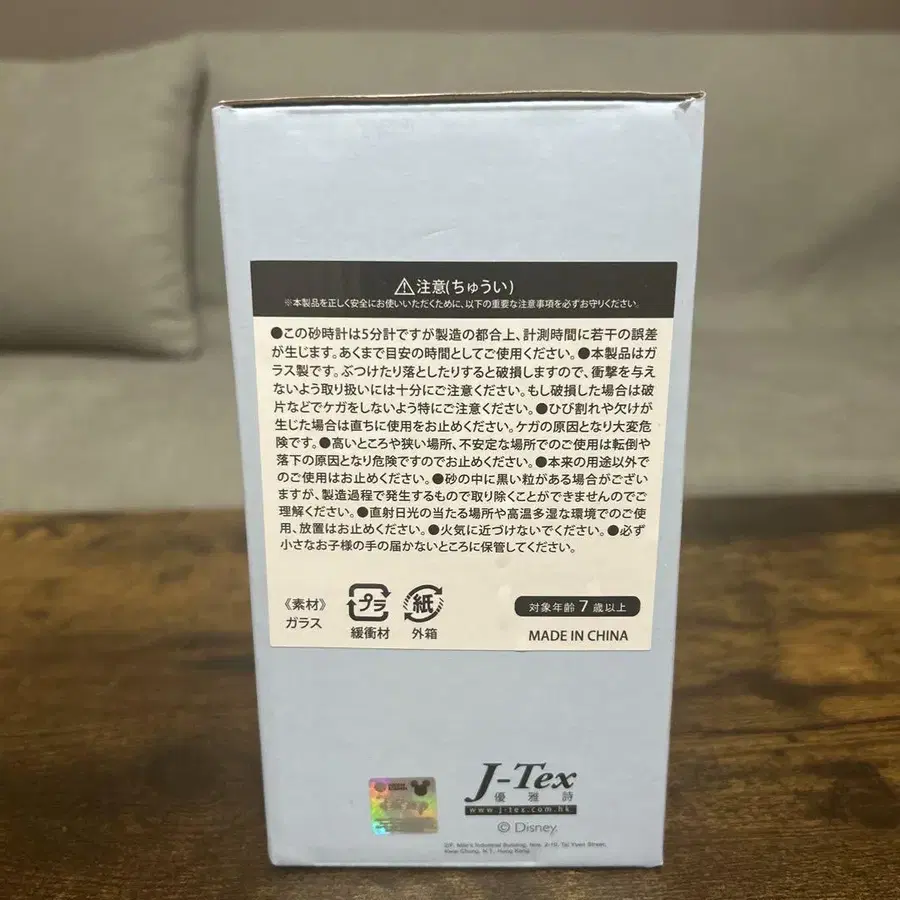 ⚠注意(ちゅうい)
※本製品を正しく安全にお使いいただくために、以下の重要な注意事項を必ずお守りください。
●この砂時計は5分計ですが製造の都合上、計測時間に若干の誤差
が生じます。あくまで目安の時間としてご使用ください。●本製品はガ
ラス製です。ぶつけたり落としたりすると破損しますので、衝撃を与え
ないよう取り扱いには十分にご注意ください。もし破損した場合は破
片などでケガをしないよう特にご注意ください。●ひび割れや欠けが
生じた場合は直ちに使用をお止めください。ケガの原因となり大変危
険です。●高いところや狭い場所、不安定な場所でのご使用は転倒や
落下の原因となり危険ですのでお止めください。●本来の用途以外で
のご使用はお止めください。●砂の中に黒い粒がある場合がござい
ますが、製造過程で発生するもので取り除くことができませんのでご
理解ください。●直射日光の当たる場所や高温多湿な環境でのご使
用、放置はお止めください。●火気に近づけないでください。●必ず
小さなお子様の手の届かないところに保管してください。
《素材》
ガラス
プラ
緩衝材
紙
外箱
対象年齢7歳以上
MADE IN CHINA
J-Tex
優雅詩
www.j-tex.com.hk
© Disney
Kwai Chung, N.T., Hong Kong